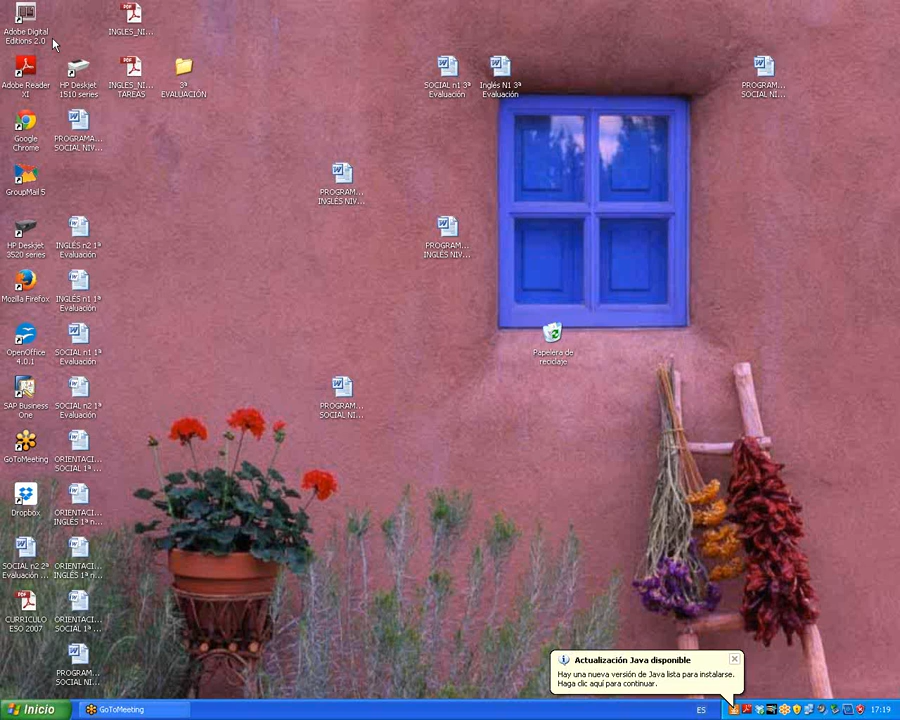 Adobe Digital
Editions 2.0
INGLES_NI...
Adobe Reader
XI
HP Deskjet
1510 series
INGLES_NI...
TAREAS
3ª
EVALUACIÓN
SOCIAL n1 3ª
Evaluación
Inglés N1 3ª
Evaluación
PROGRAM...
SOCIAL NI...
Google
Chrome
PROGRAMA...
SOCIAL NIV...
GroupMail 5
PROGRAM...
INGLÉS NIV...
HP Deskjet
3520 series
INGLÉS n2 1ª
Evaluación
PROGRAM...
INGLÉS NIV...
Mozilla Firefox
INGLÉS n1 1ª
Evaluación
OpenOffice
4.0.1
SOCIAL n1 1ª
Evaluación
Papelera de
reciclaje
SAP Business
One
SOCIAL n2 1ª
Evaluación
PROGRAM...
SOCIAL NI...
GoToMeeting
ORIENTACI...
SOCIAL 1ª ...
Dropbox
ORIENTACI...
INGLÉS 1ª n...
SOCIAL n2 2ª
Evaluación ...
ORIENTACI...
INGLÉS 1ª n...
CURRICULO
ESO 2007
ORIENTACI...
SOCIAL 1ª ...
PROGRAM...
SOCIAL NI...
Actualización Java disponible
Hay una nueva versión de Java lista para instalarse.
Haga clic aquí para continuar.
Inicio
GoToMeeting
ES
17:19